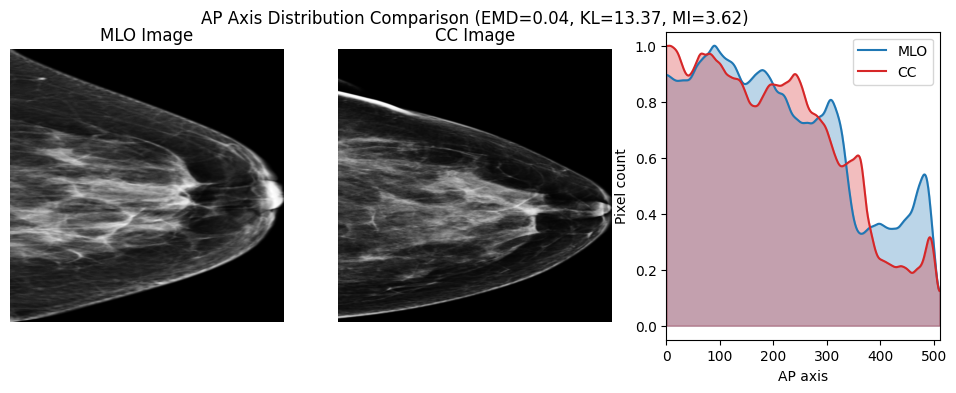 AP Axis Distribution Comparison (EMD=0.04, KL=13.37, MI=3.62)
MLO Image
CC Image
MLO
CC
Pixel count
1.0
0.8
0.6
0.4
0.2
0.0
0 100 200 300 400 500
AP axis